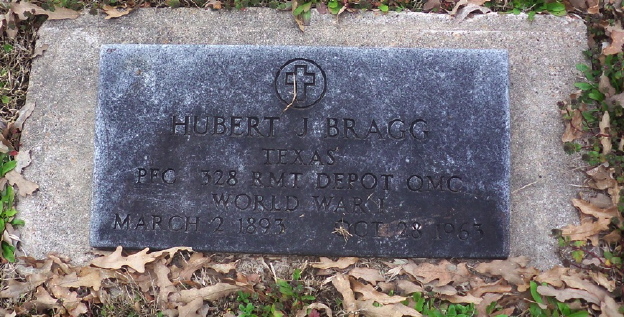 HUBERT J BRAGG
TEXAS
PFC 328 RMT DEPOT QMC
WORLD WAR I
MARCH 2 1893 OCT 28 1965